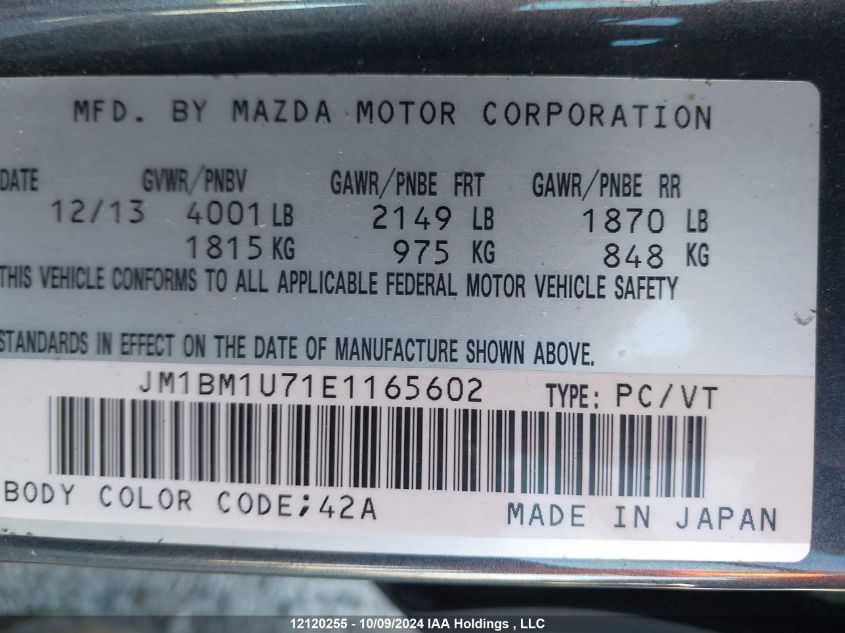 MFD. BY MAZDA MOTOR CORPORATION
DATE GVWR/PNBV GAWR/PNBE FRT GAWR/PNBE RR
12/13 4001 LB 2149 LB 1870 LB
1815 KG 975 KG 848 KG
THIS VEHICLE CONFORMS TO ALL APPLICABLE FEDERAL MOTOR VEHICLE SAFETY
STANDARDS IN EFFECT ON THE DATE OF MANUFACTURE SHOWN ABOVE.
JM1BM1U71E1165602 TYPE: PC/VT
BODY COLOR CODE;42A MADE IN JAPAN
12120255 - 10/09/2024 IAA Holdings , LLC